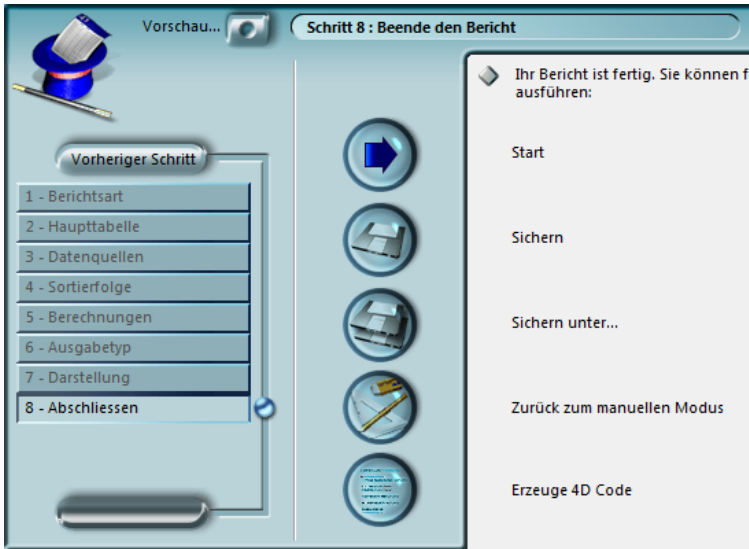 Vorschau...
Schritt 8 : Beende den Bericht
Vorheriger Schritt
1 - Berichtsart
2 - Haupttabelle
3 - Datenquellen
4 - Sortierfolge
5 - Berechnungen
6 - Ausgabetyp
7 - Darstellung
8 - Abschliessen
Ihr Bericht ist fertig. Sie können f
ausführen:
Start
Sichern
Sichern unter...
Zurück zum manuellen Modus
Erzeuge 4D Code